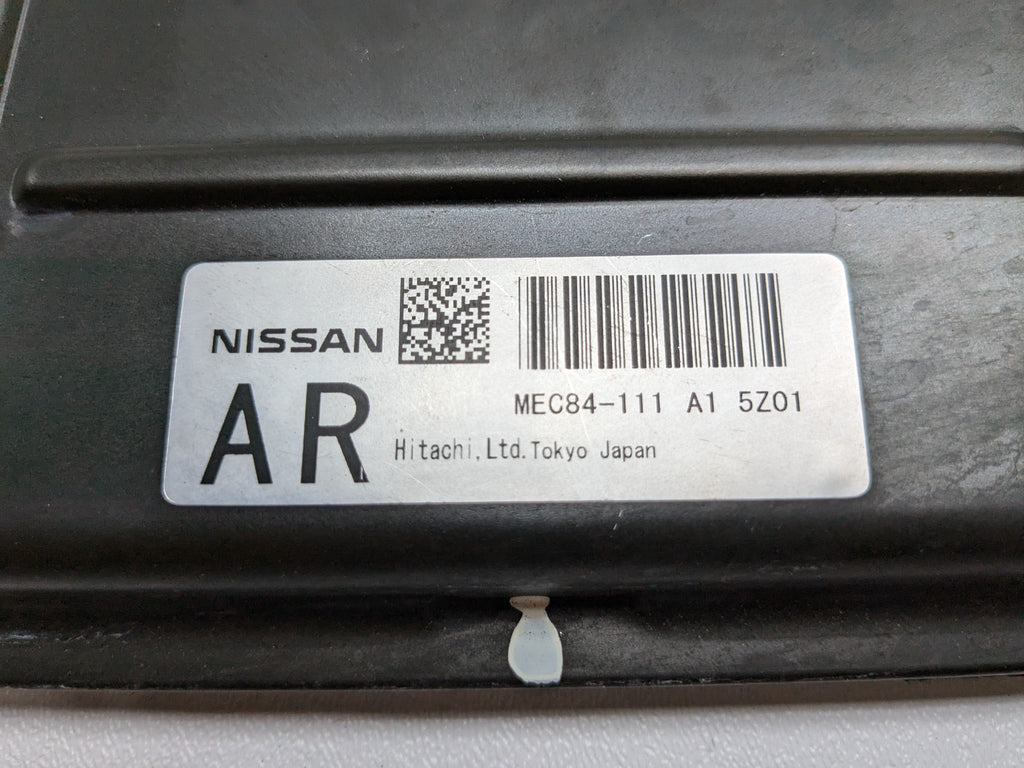 NISSAN
AR
MEC84-111 A1 5Z01
Hitachi,Ltd.Tokyo Japan